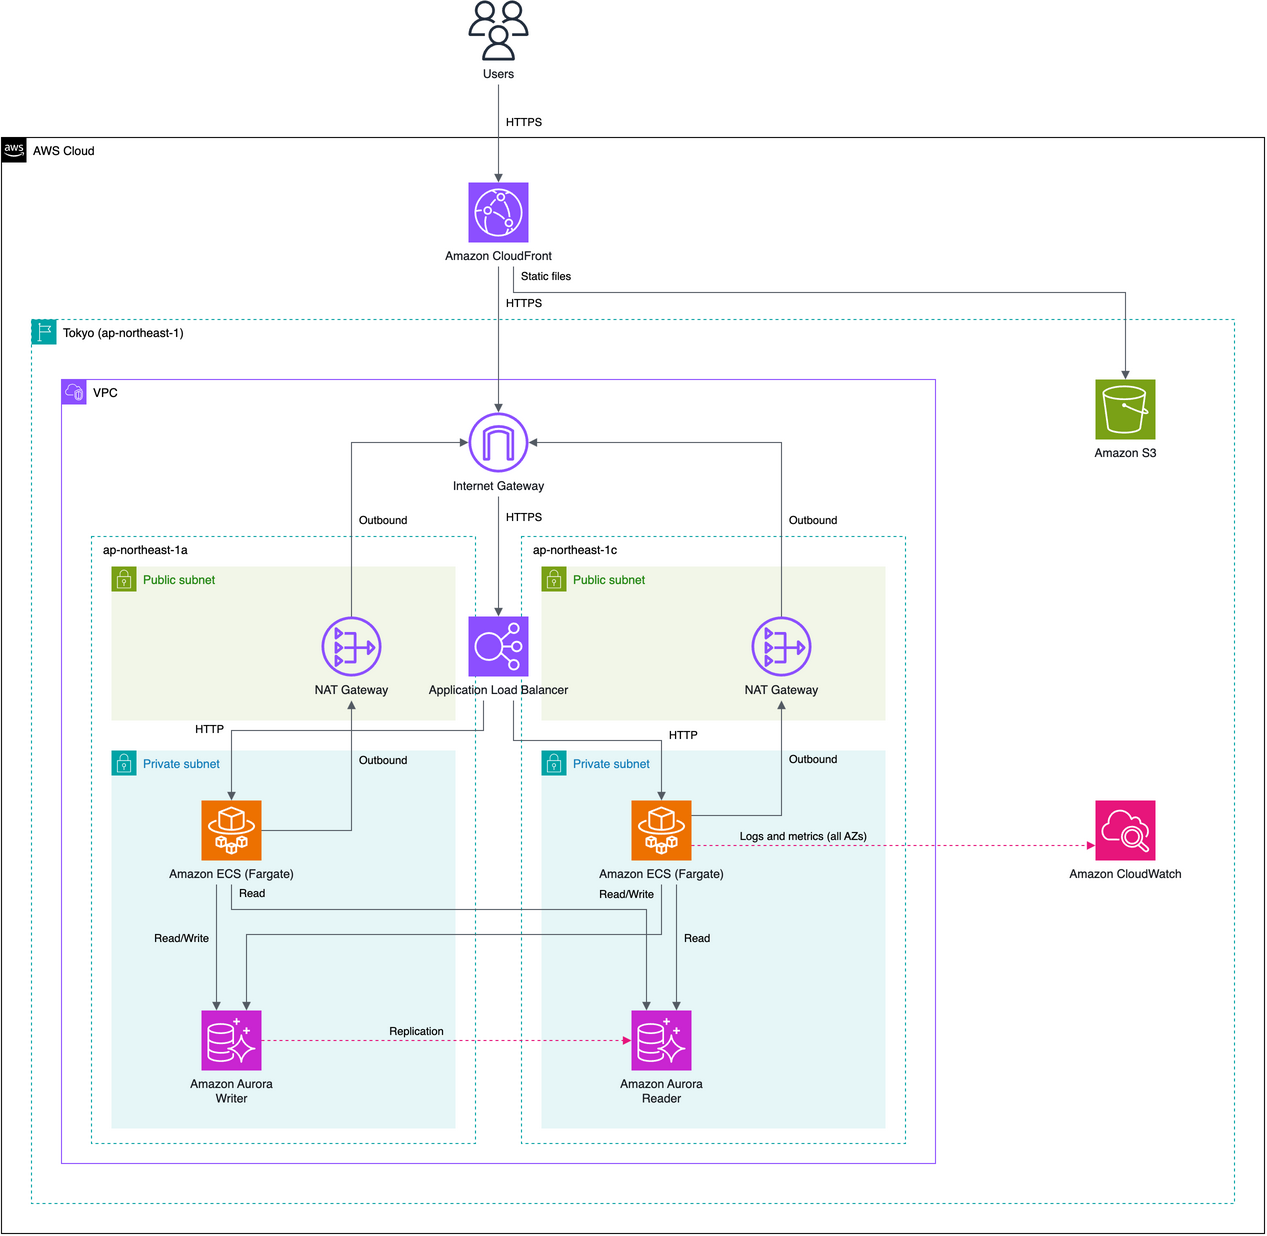 Users
HTTPS
aws
AWS Cloud
Amazon CloudFront
Static files
HTTPS
Tokyo (ap-northeast-1)
VPC
Amazon S3
Internet Gateway
HTTPS
Outbound
Outbound
ap-northeast-1a
ap-northeast-1c
Public subnet
Public subnet
NAT Gateway
Application Load Balancer
NAT Gateway
HTTP
HTTP
Private subnet
Outbound
Private subnet
Outbound
Logs and metrics (all AZs)
Amazon ECS (Fargate)
Amazon ECS (Fargate)
Amazon CloudWatch
Read
Read/Write
Read/Write
Read
Replication
Amazon Aurora
Writer
Amazon Aurora
Reader